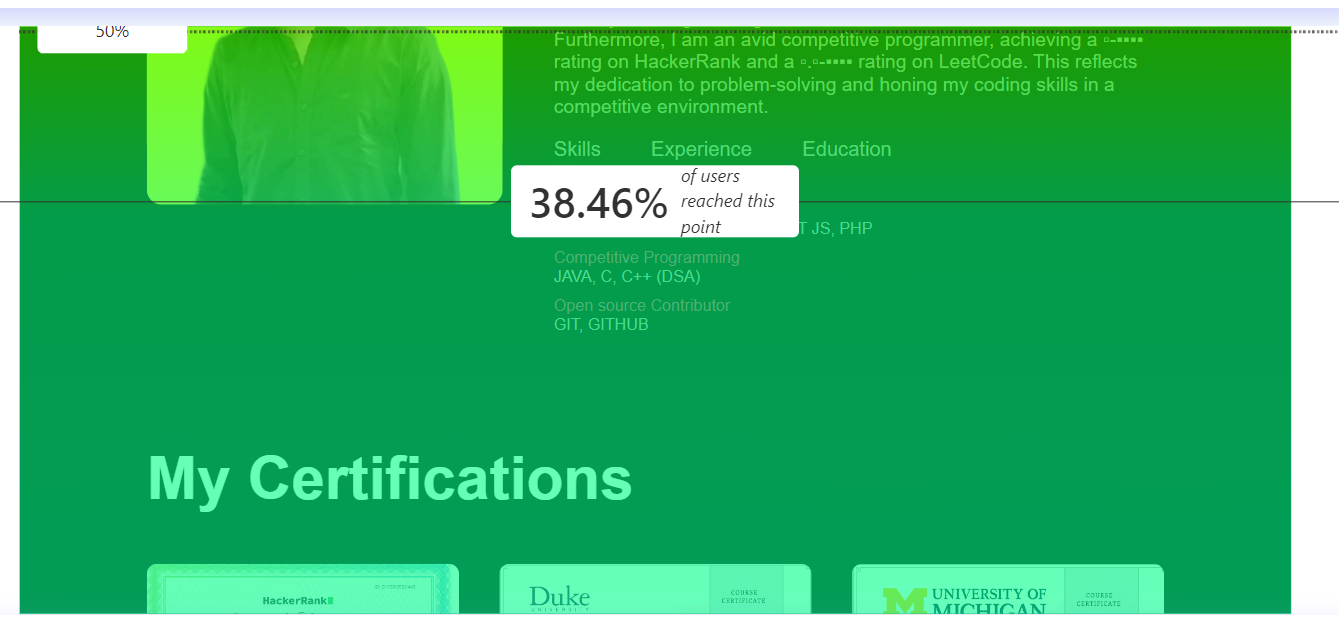 50%
Furthermore, I am an avid competitive programmer, achieving a ▫-▪▪▪▪
rating on HackerRank and a ▫.▫-▪▪▪▪ rating on LeetCode. This reflects
my dedication to problem-solving and honing my coding skills in a
competitive environment.
Skills Experience Education
38.46% of users
reached this
point
T JS, PHP
Competitive Programming
JAVA, C, C++ (DSA)
Open source Contributor
GIT, GITHUB
My Certifications
HackerRank
Duke
UNIVERSITY
COURSE
CERTIFICATE
UNIVERSITY OF
MICHIGAN
COURSE
CERTIFICATE